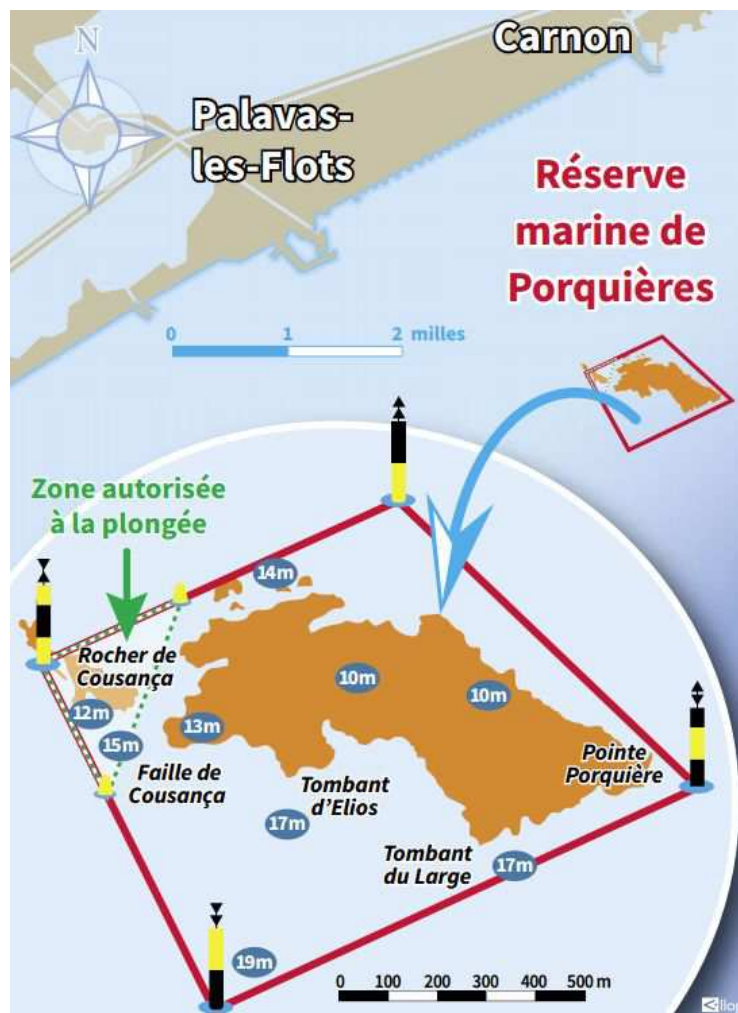 N
Carnon
Palavas-
les-Flots
Réserve
marine de
Porquières
0 1 2 milles
Zone autorisée
à la plongée
14m
Rocher de
Cousança
12m
15m
13m
10m
10m
Faille de
Cousança
Tombant
d'Elios
Pointe
Porquière
17m
Tombant
du Large
17m
19m
0 100 200 300 400 500 m